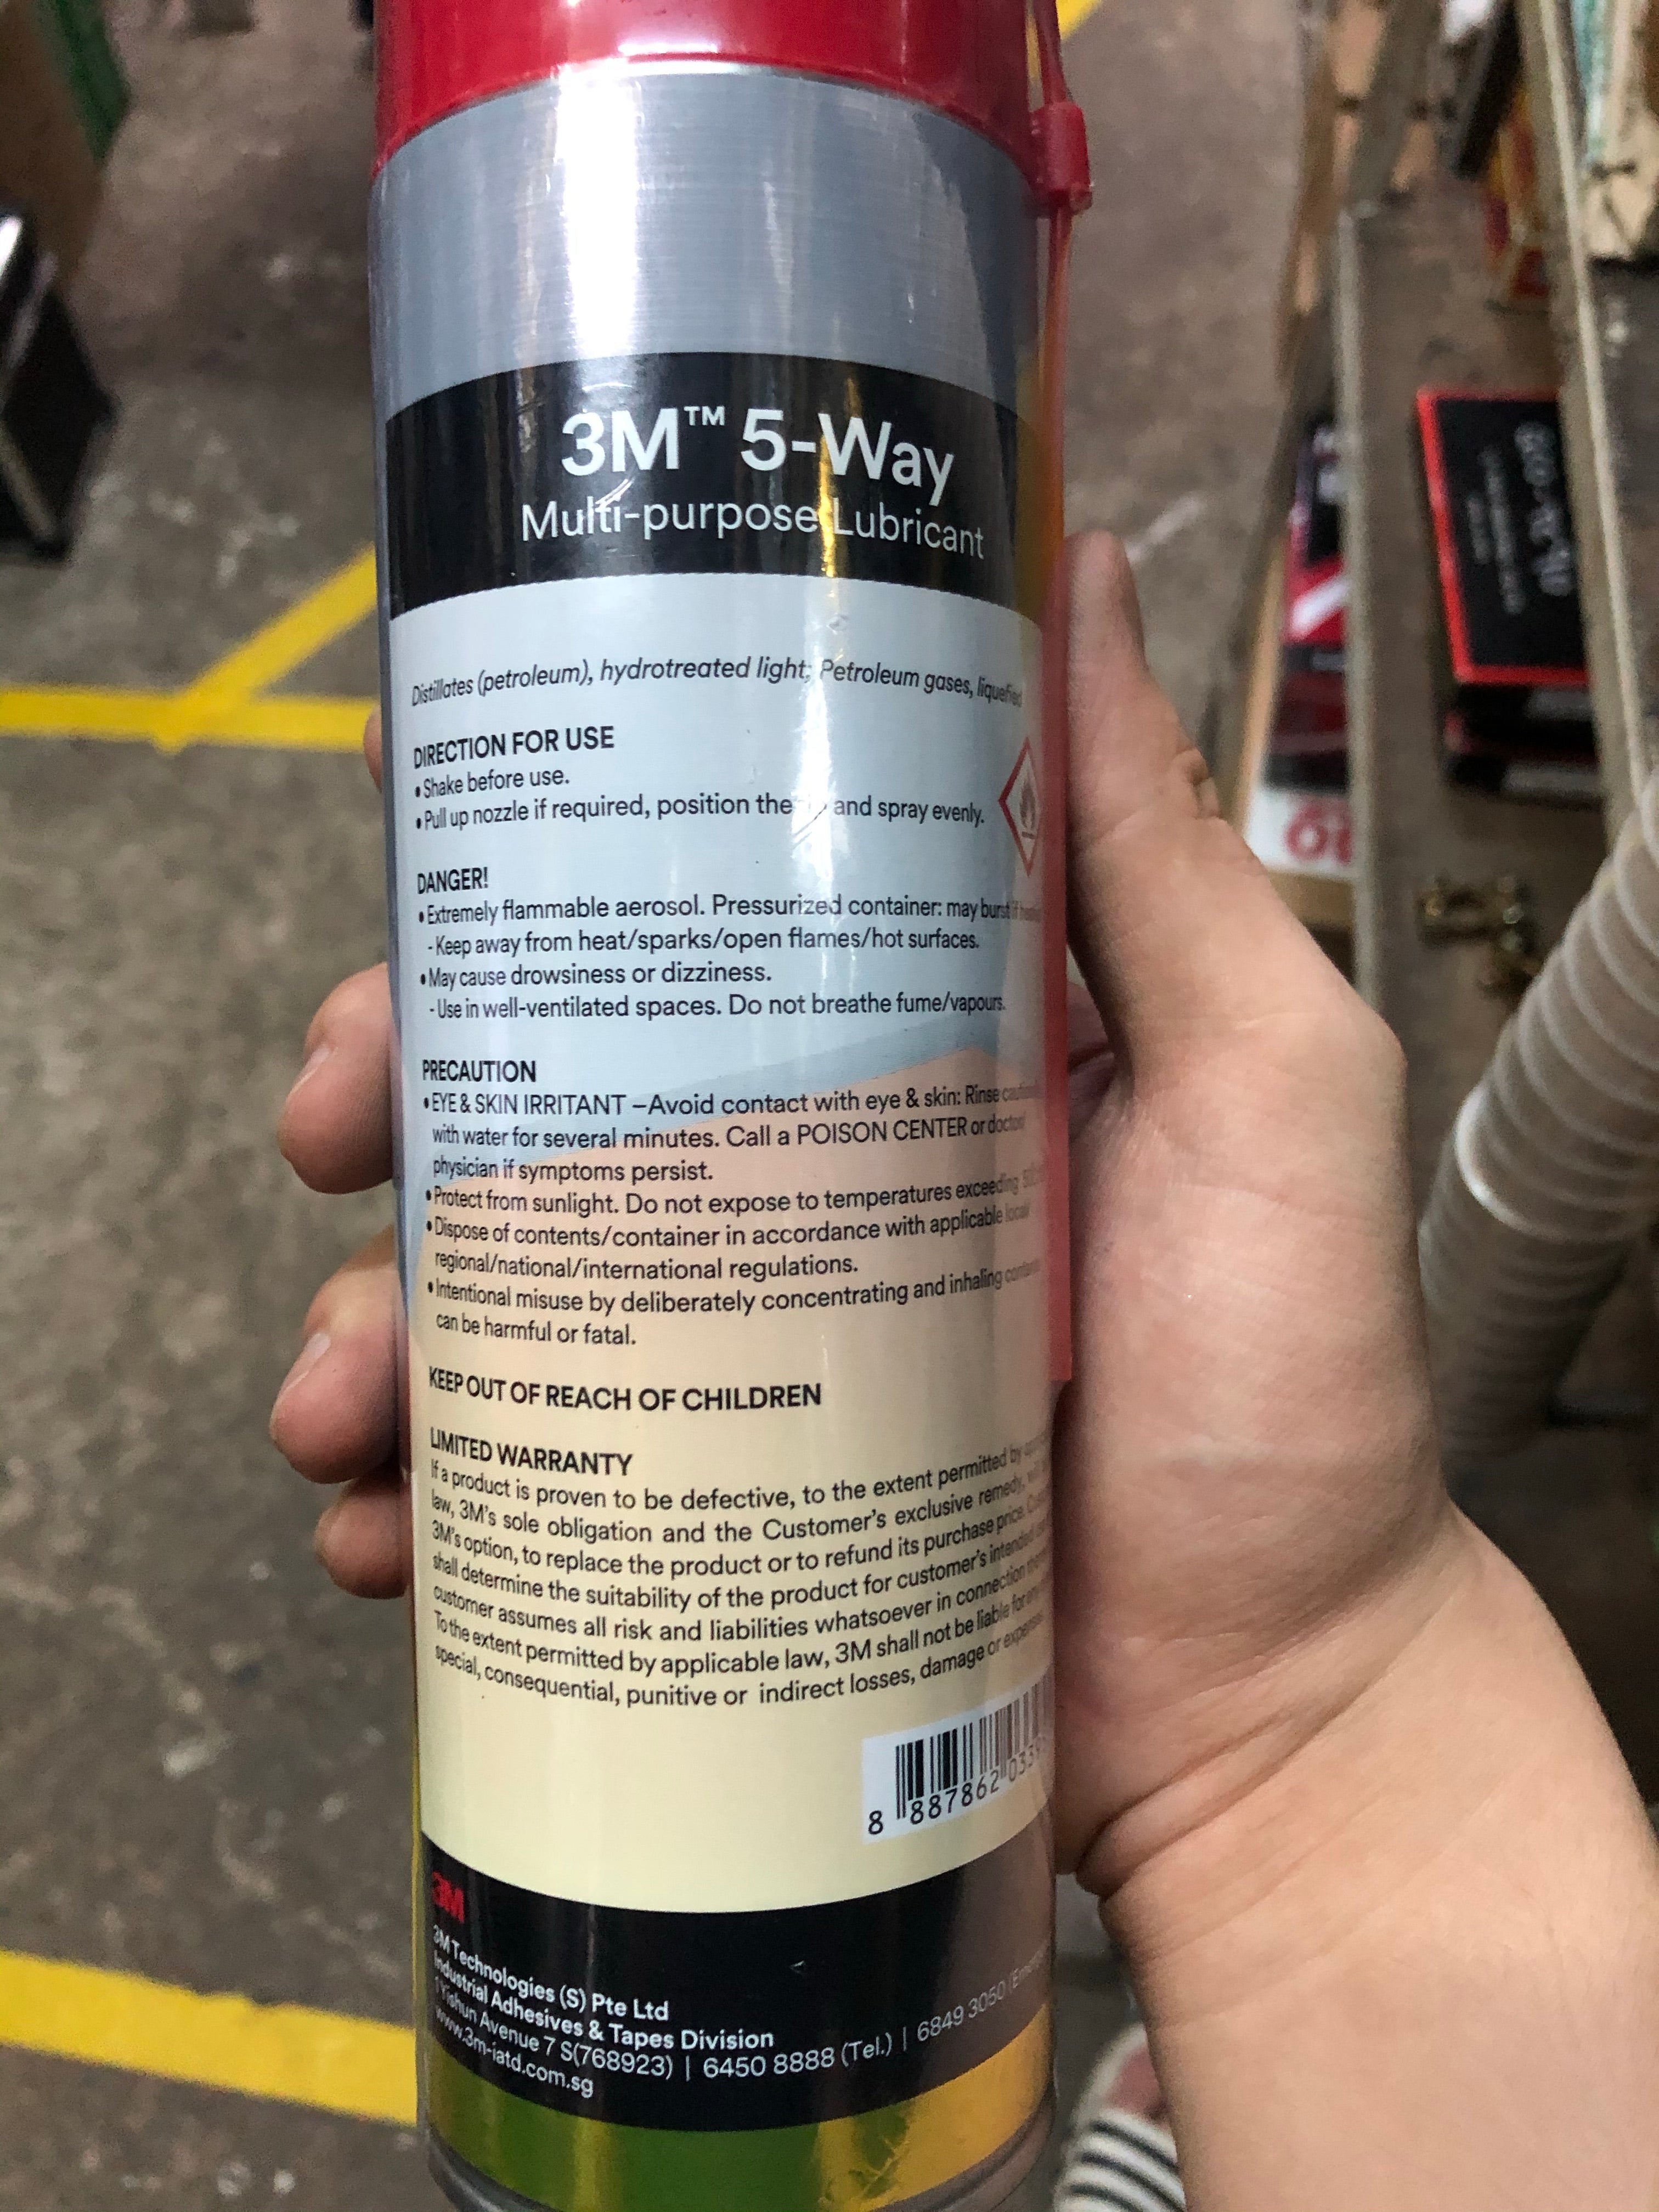 3M™ 5-Way
Multi-purpose Lubricant
Distillates (petroleum), hydrotreated light; Petroleum gases, liquefied
DIRECTION FOR USE
• Shake before use.
• Pull up nozzle if required, position the and spray evenly.
DANGER!
• Extremely flammable aerosol. Pressurized container: may burst if
- Keep away from heat/sparks/open flames/hot surfaces.
• May cause drowsiness or dizziness.
- Use in well-ventilated spaces. Do not breathe fume/vapours.
PRECAUTION
• EYE & SKIN IRRITANT –Avoid contact with eye & skin: Rinse
with water for several minutes. Call a POISON CENTER or doctor/
physician if symptoms persist.
• Protect from sunlight. Do not expose to temperatures exceeding
• Dispose of contents/container in accordance with applicable local/
regional/national/international regulations.
• Intentional misuse by deliberately concentrating and inhaling
can be harmful or fatal.
KEEP OUT OF REACH OF CHILDREN
LIMITED WARRANTY
If a product is proven to be defective, to the extent permitted by
law, 3M's sole obligation and the Customer's exclusive remedy,
3M's option, to replace the product or to refund its purchase price.
shall determine the suitability of the product for customer's intended
customer assumes all risk and liabilities whatsoever in connection
To the extent permitted by applicable law, 3M shall not be liable for
special, consequential, punitive or indirect losses, damage or
8 887862 033
3M
3M Technologies (S) Pte Ltd
Industrial Adhesives & Tapes Division
1 Yishun Avenue 7 S(768923) | 6450 8888 (Tel.) | 6849 3050
www.3m-iatd.com.sg